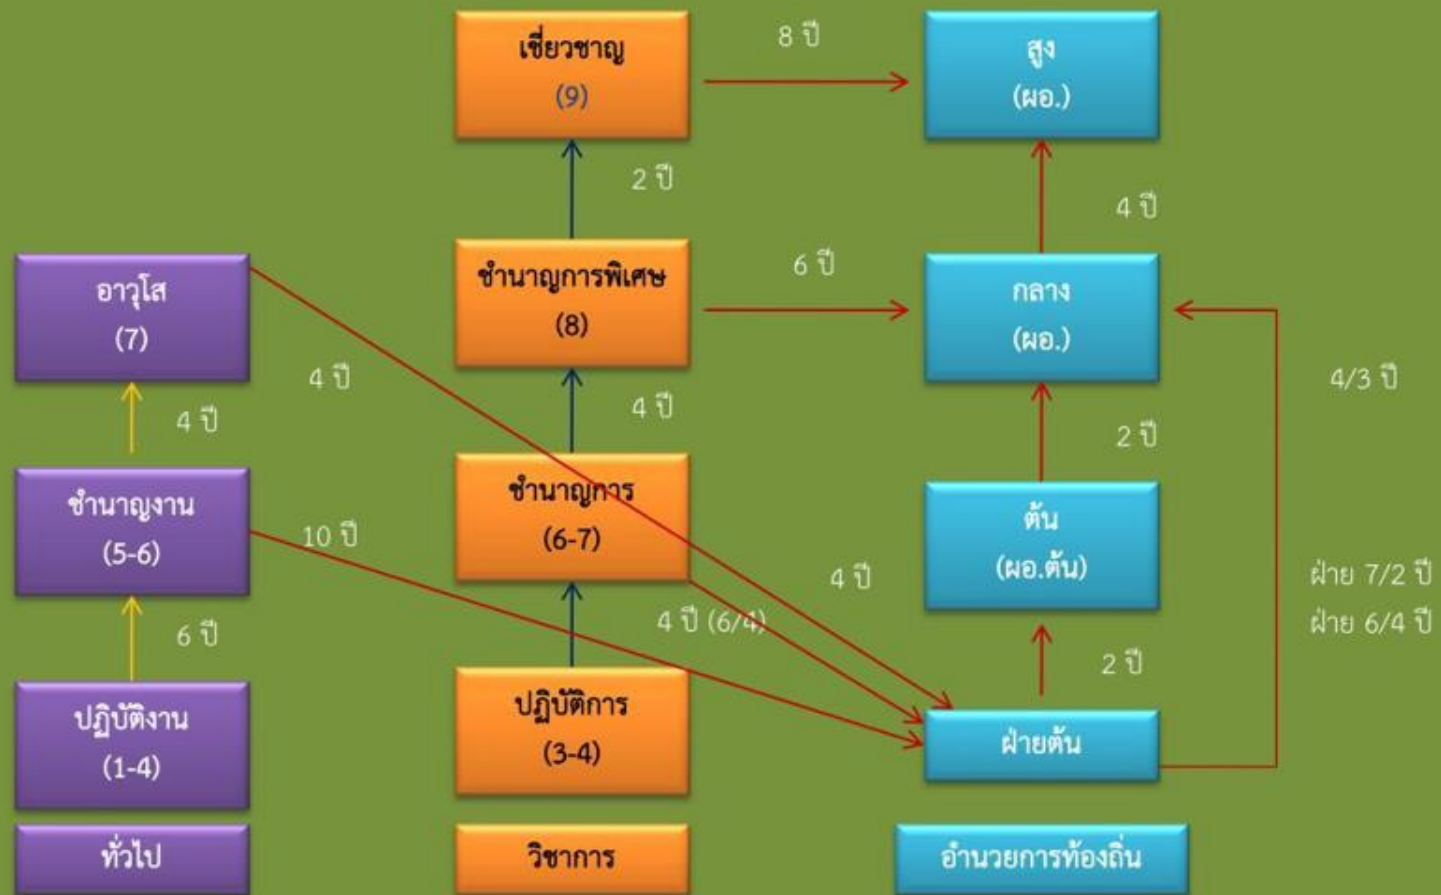 เชี่ยวชาญ
(9)
8 ปี
สูง
(ผอ.)
2 ปี
4 ปี
อาวุโส
(7)
ชำนาญการพิเศษ
(8)
6 ปี
กลาง
(ผอ.)
4 ปี
4 ปี
4 ปี
2 ปี
4/3 ปี
ชำนาญงาน
(5-6)
10 ปี
ชำนาญการ
(6-7)
ต้น
(ผอ.ต้น)
6 ปี
4 ปี (6/4)
4 ปี
2 ปี
ฝ่าย 7/2 ปี
ฝ่าย 6/4 ปี
ปฏิบัติงาน
(1-4)
ปฏิบัติการ
(3-4)
ฝ่ายต้น
ทั่วไป
วิชาการ
อำนวยการท้องถิ่น